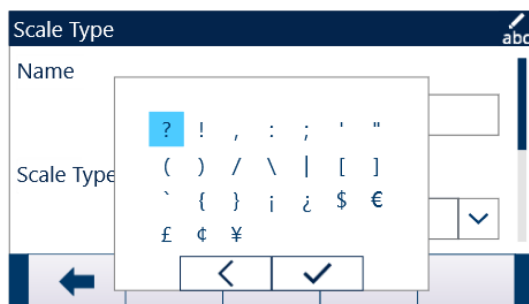 Scale Type
abc
Name
? ! , : ; ' "
( ) / \ | [ ]
` { } ¡ ¿ $ €
£ ¢ ¥
Scale Type